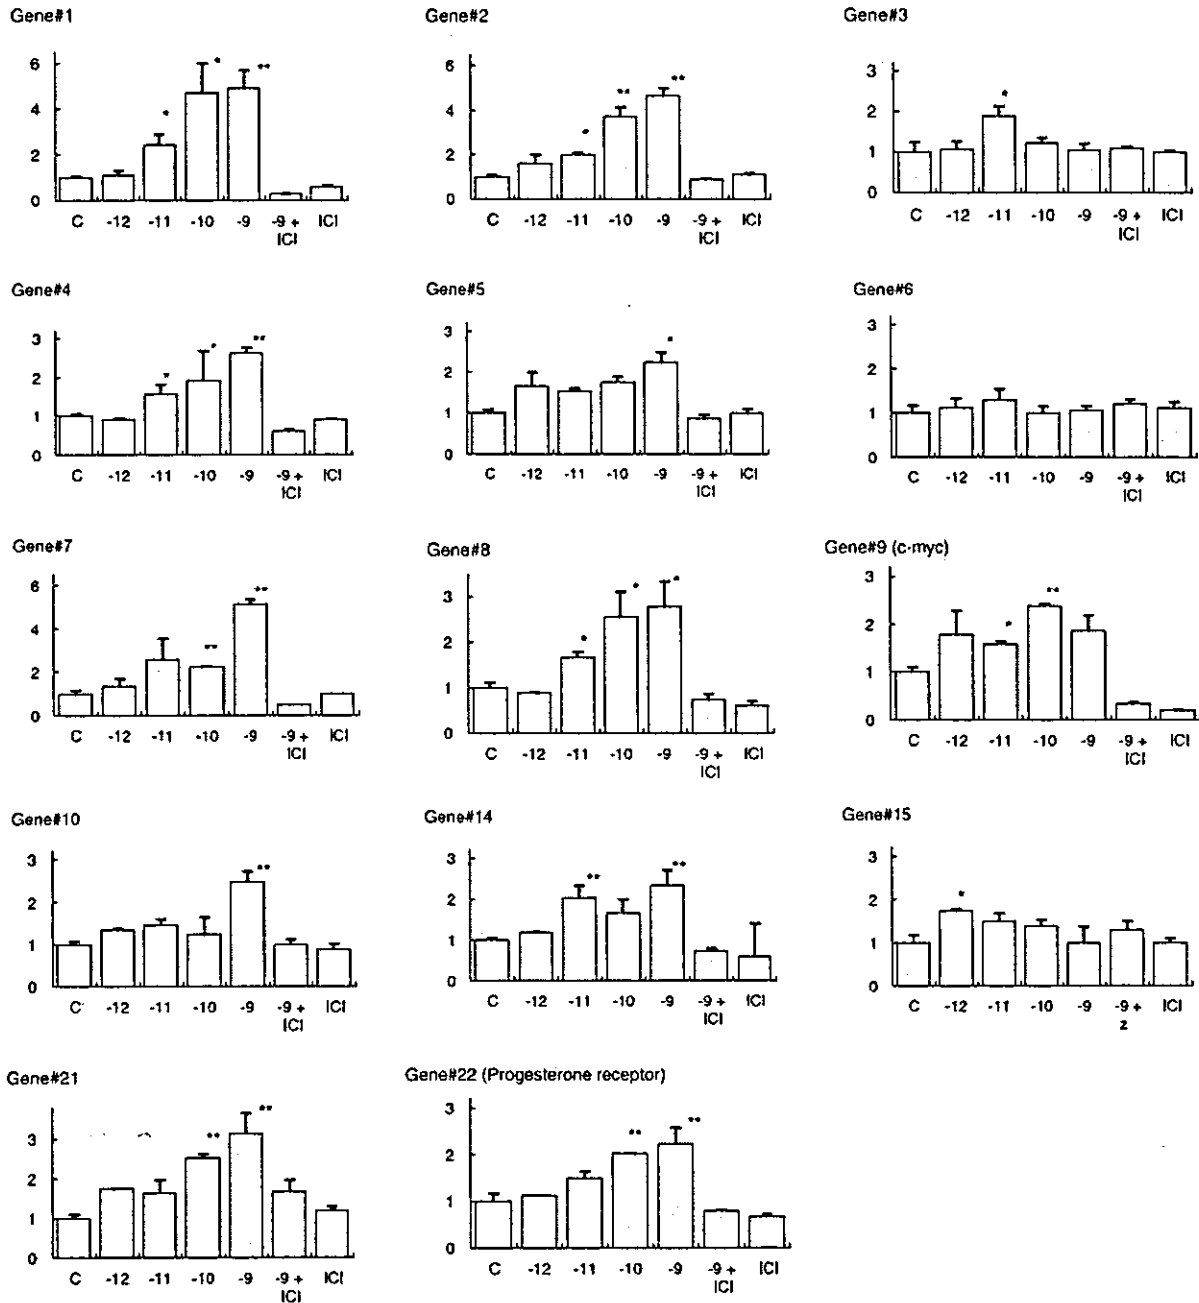 Gene#1
6
4
2
0
*
*
**
C -12 -11 -10 -9 -9 + ICI
ICI
Gene#2
6
4
2
0
*
**
**
C -12 -11 -10 -9 -9 + ICI
ICI
Gene#3
3
2
1
0
*
C -12 -11 -10 -9 -9 + ICI
ICI
Gene#4
3
2
1
0
*
*
**
C -12 -11 -10 -9 -9 + ICI
ICI
Gene#5
3
2
1
0
*
C -12 -11 -10 -9 -9 + ICI
ICI
Gene#6
3
2
1
0
C -12 -11 -10 -9 -9 + ICI
ICI
Gene#7
6
4
2
0
**
**
C -12 -11 -10 -9 -9 + ICI
ICI
Gene#8
3
2
1
0
*
*
*
C -12 -11 -10 -9 -9 + ICI
ICI
Gene#9 (c-myc)
3
2
1
0
*
**
C -12 -11 -10 -9 -9 + ICI
ICI
Gene#10
3
2
1
0
**
C -12 -11 -10 -9 -9 + ICI
ICI
Gene#14
3
2
1
0
**
**
C -12 -11 -10 -9 -9 + ICI
ICI
Gene#15
3
2
1
0
*
C -12 -11 -10 -9 -9 + ICI
2
Gene#21
3
2
1
0
**
**
C -12 -11 -10 -9 -9 + ICI
ICI
Gene#22 (Progesterone receptor)
3
2
1
0
**
**
C -12 -11 -10 -9 -9 + ICI
ICI